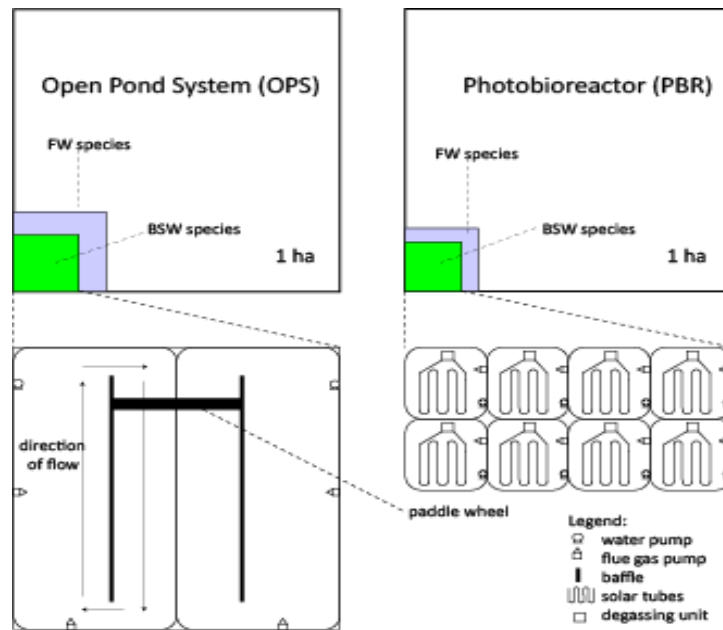 Open Pond System (OPS)
FW species
BSW species
1 ha
Photobioreactor (PBR)
FW species
BSW species
1 ha
direction
of flow
paddle wheel
Legend:
water pump
flue gas pump
baffle
solar tubes
degassing unit